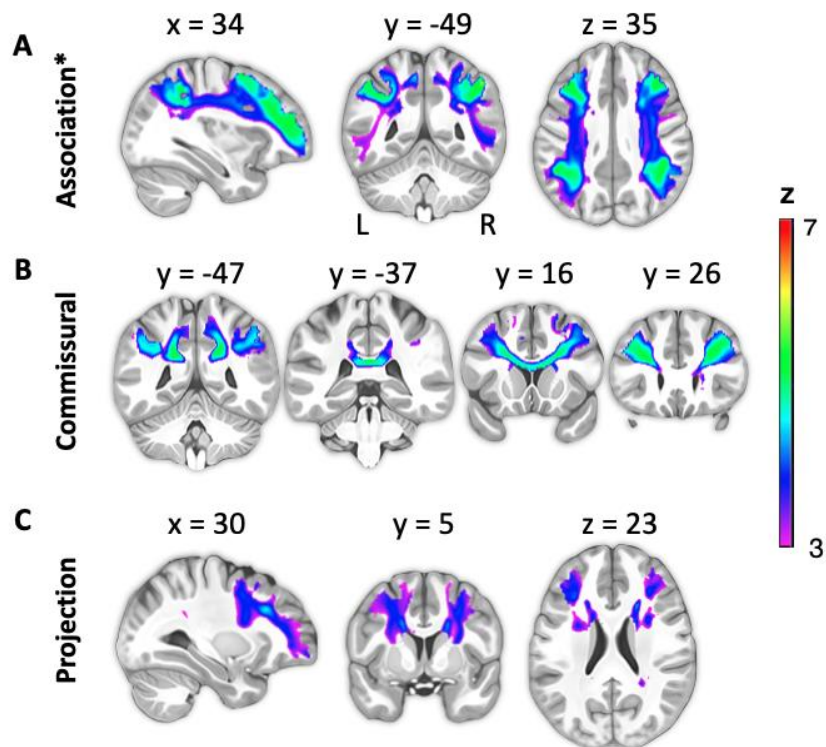 x = 34
y = -49
z = 35
A
Association*
L
R
z
7
3
B
y = -47
y = -37
y = 16
y = 26
Commissural
C
x = 30
y = 5
z = 23
Projection